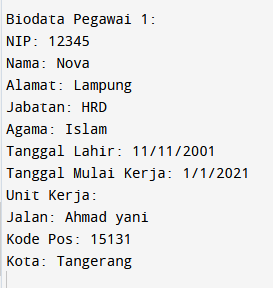 Biodata Pegawai 1:
NIP: 12345
Nama: Nova
Alamat: Lampung
Jabatan: HRD
Agama: Islam
Tanggal Lahir: 11/11/2001
Tanggal Mulai Kerja: 1/1/2021
Unit Kerja:
Jalan: Ahmad yani
Kode Pos: 15131
Kota: Tangerang